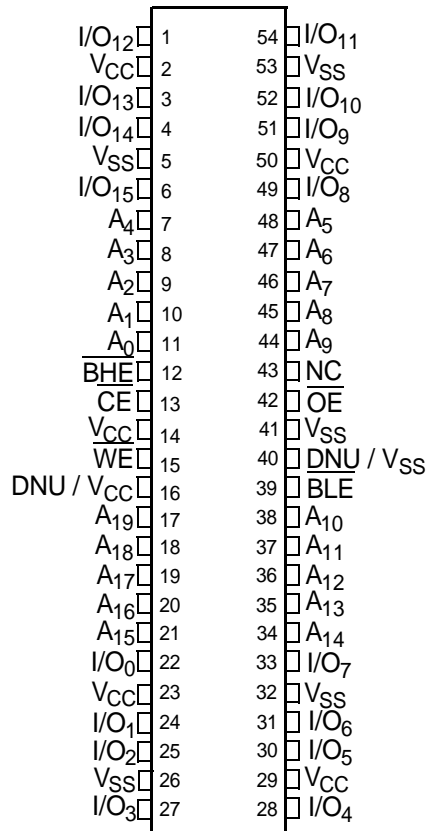 I/O12 1 54 I/O11
VCC 2 53 VSS
I/O13 3 52 I/O10
I/O14 4 51 I/O9
VSS 5 50 VCC
I/O15 6 49 I/O8
A4 7 48 A5
A3 8 47 A6
A2 9 46 A7
A1 10 45 A8
A0 11 44 A9
BHE 12 43 NC
CE 13 42 OE
VCC 14 41 VSS
WE 15 40 DNU / VSS
DNU / VCC 16 39 BLE
A19 17 38 A10
A18 18 37 A11
A17 19 36 A12
A16 20 35 A13
A15 21 34 A14
I/O0 22 33 I/O7
VCC 23 32 VSS
I/O1 24 31 I/O6
I/O2 25 30 I/O5
VSS 26 29 VCC
I/O3 27 28 I/O4